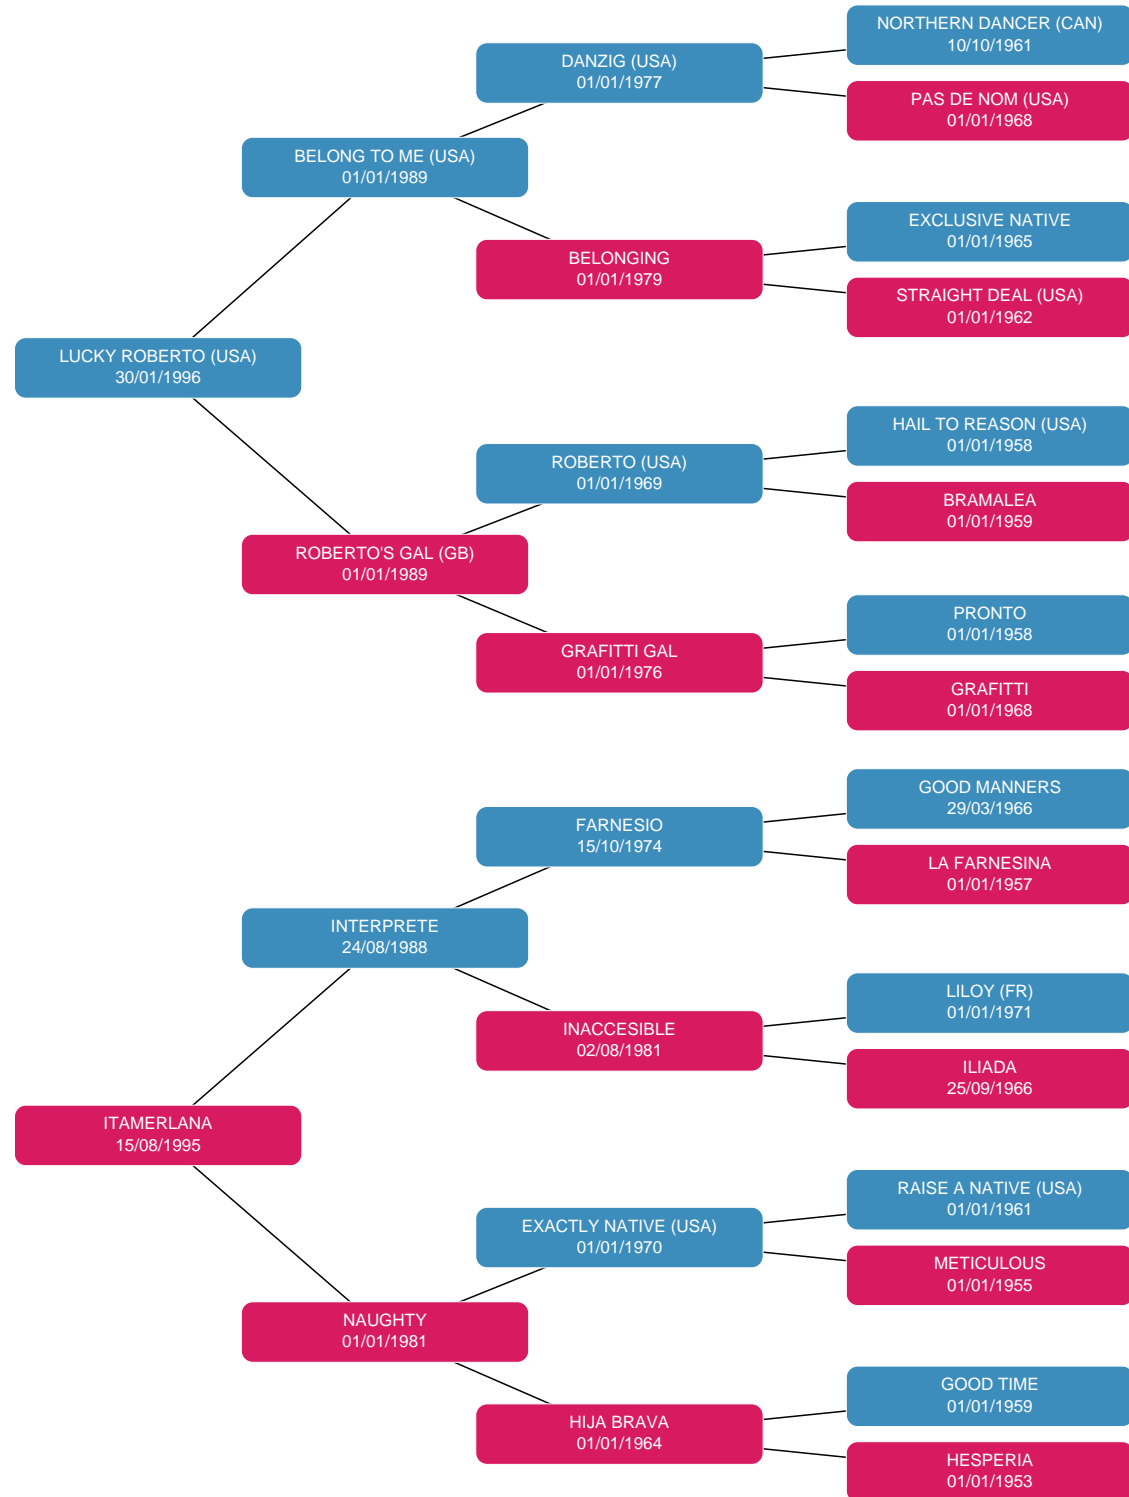 NORTHERN DANCER (CAN)
10/10/1961
DANZIG (USA)
01/01/1977
PAS DE NOM (USA)
01/01/1968
BELONG TO ME (USA)
01/01/1989
EXCLUSIVE NATIVE
01/01/1965
BELONGING
01/01/1979
STRAIGHT DEAL (USA)
01/01/1962
LUCKY ROBERTO (USA)
30/01/1996
HAIL TO REASON (USA)
01/01/1958
ROBERTO (USA)
01/01/1969
BRAMALEA
01/01/1959
ROBERTO'S GAL (GB)
01/01/1989
PRONTO
01/01/1958
GRAFITTI GAL
01/01/1976
GRAFITTI
01/01/1968
GOOD MANNERS
29/03/1966
FARNESIO
15/10/1974
LA FARNESINA
01/01/1957
INTERPRETE
24/08/1988
LILOY (FR)
01/01/1971
INACCESIBLE
02/08/1981
ILIADA
25/09/1966
ITAMERLANA
15/08/1995
RAISE A NATIVE (USA)
01/01/1961
EXACTLY NATIVE (USA)
01/01/1970
METICULOUS
01/01/1955
NAUGHTY
01/01/1981
GOOD TIME
01/01/1959
HIJA BRAVA
01/01/1964
HESPERIA
01/01/1953